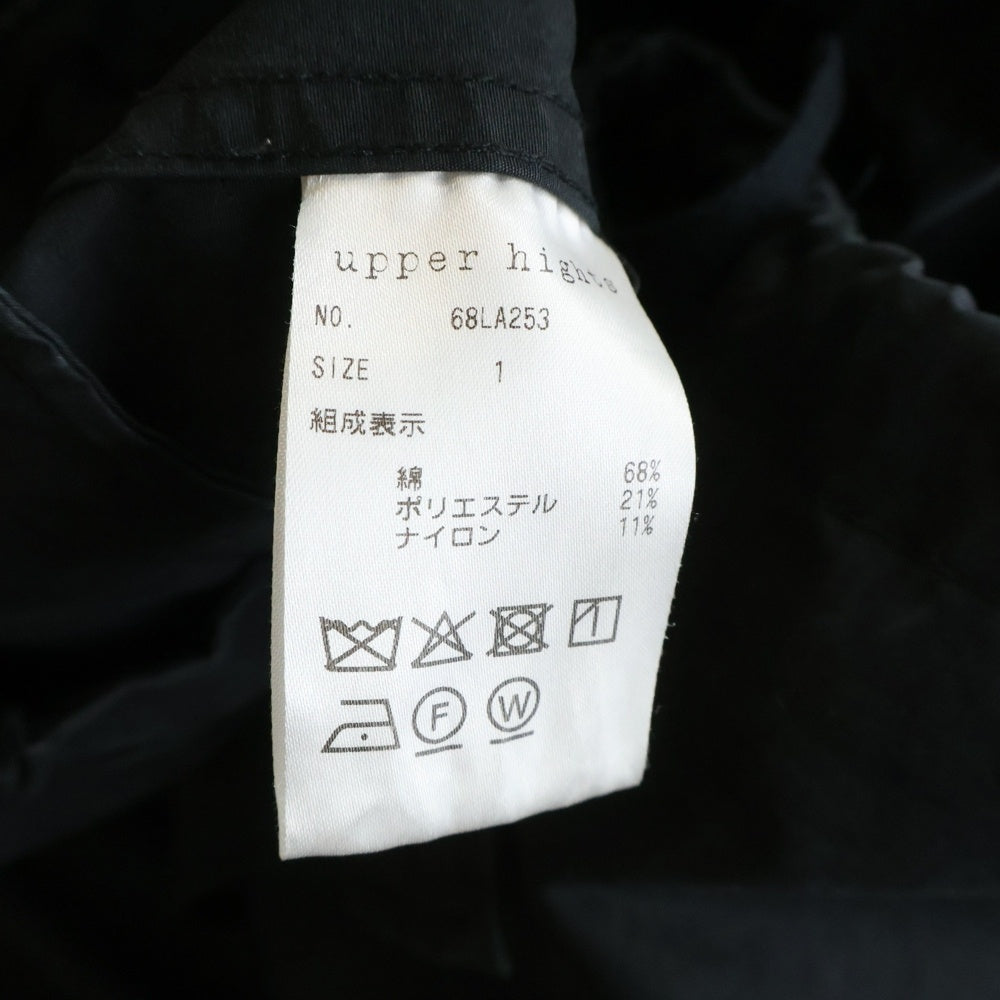 upper hights
NO. 68LA253
SIZE 1
組成表示
綿 68%
ポリエステル 21%
ナイロン 11%
F W